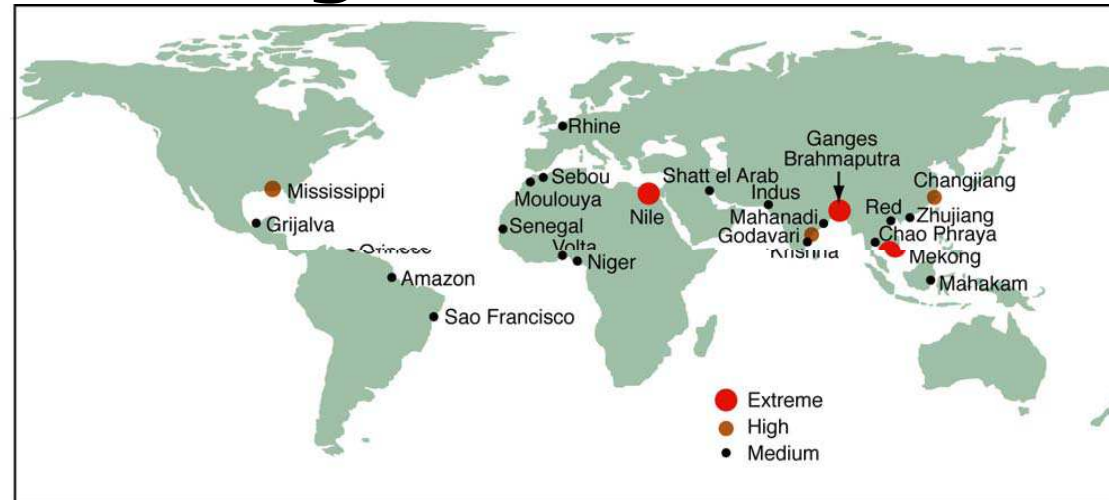 Rhine
Ganges
Brahmaputra
Changjiang
Shatt el Arab
Sebou
Moulouya
Indus
Mississippi
Nile
Mahanadi
Red
Zhujiang
Grijalva
Senegal
Godavari
Chao Phraya
Volta
Krishna
Mekong
Niger
Amazon
Mahakam
Sao Francisco
Extreme
High
Medium